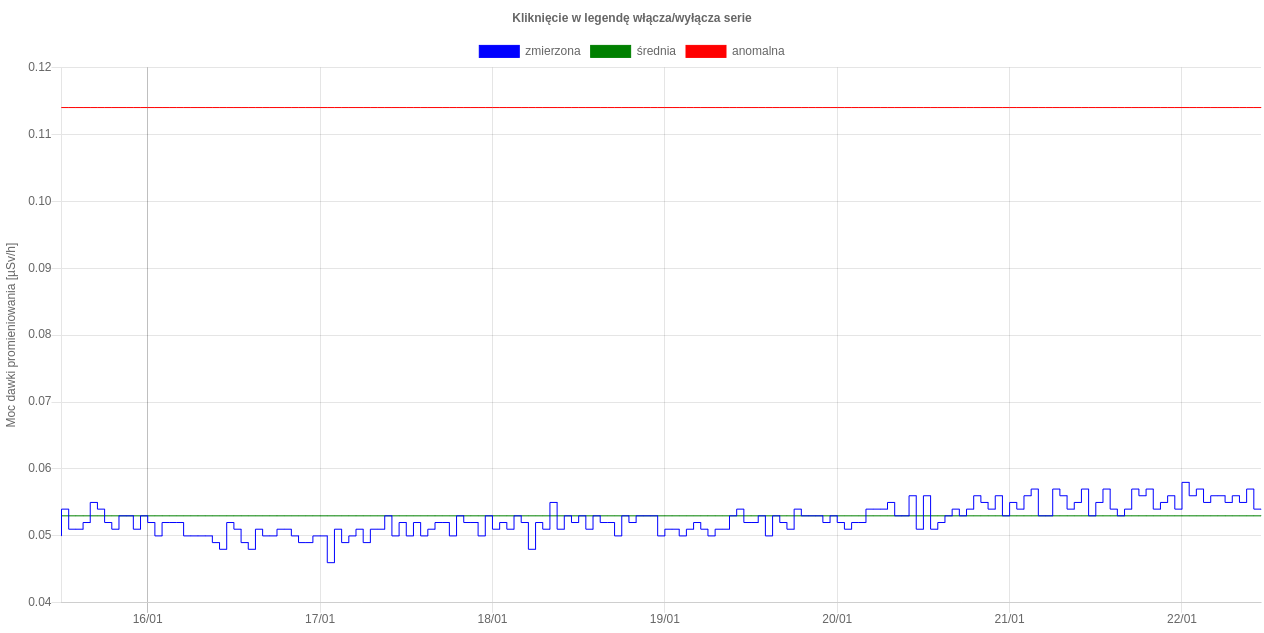 Kliknięcie w legendę włącza/wyłącza serie
zmierzona średnia anomalna
Moc dawki promieniowania [µSv/h]
0.12
0.11
0.10
0.09
0.08
0.07
0.06
0.05
0.04
16/01 17/01 18/01 19/01 20/01 21/01 22/01